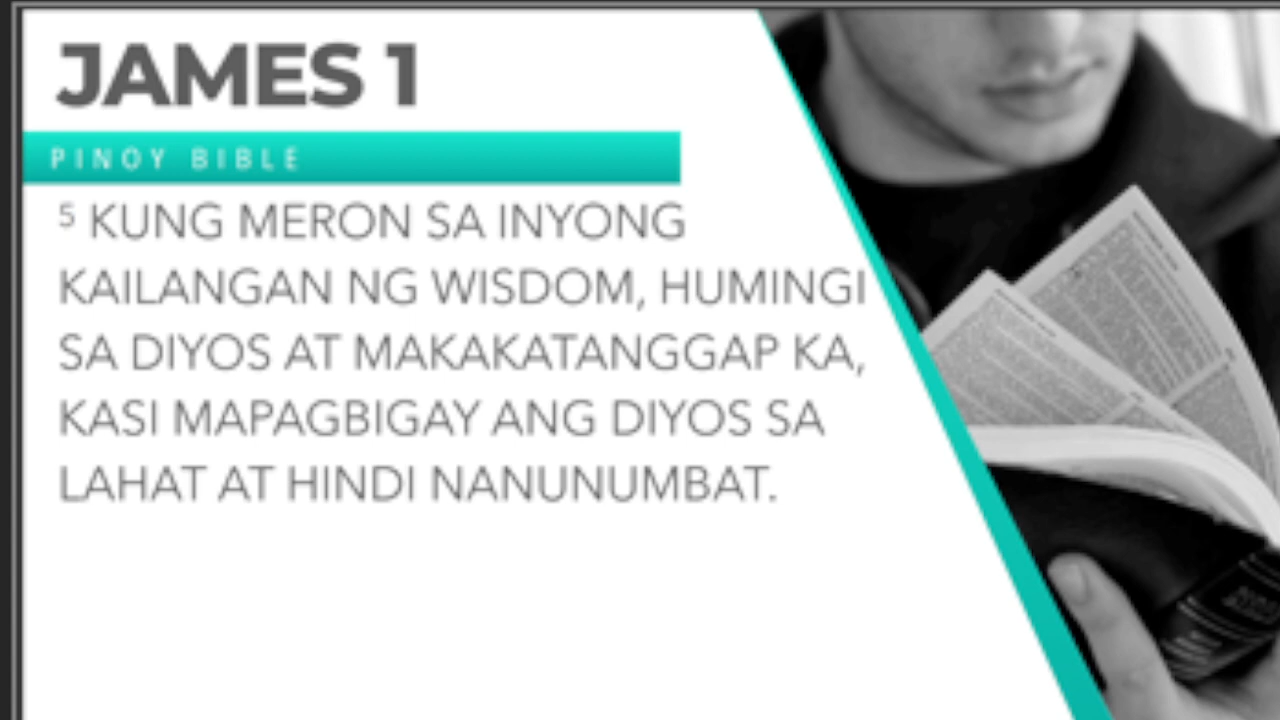 JAMES 1
PINOY BIBLE
⁵ KUNG MERON SA INYONG
KAILANGAN NG WISDOM, HUMINGI
SA DIYOS AT MAKAKATANGGAP KA,
KASI MAPAGBIGAY ANG DIYOS SA
LAHAT AT HINDI NANUNUMBAT.